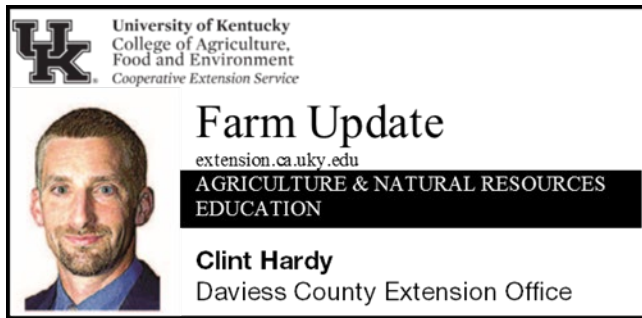 UK
University of Kentucky
College of Agriculture,
Food and Environment
Cooperative Extension Service
Farm Update
extension.ca.uky.edu
AGRICULTURE & NATURAL RESOURCES
EDUCATION
Clint Hardy
Daviess County Extension Office